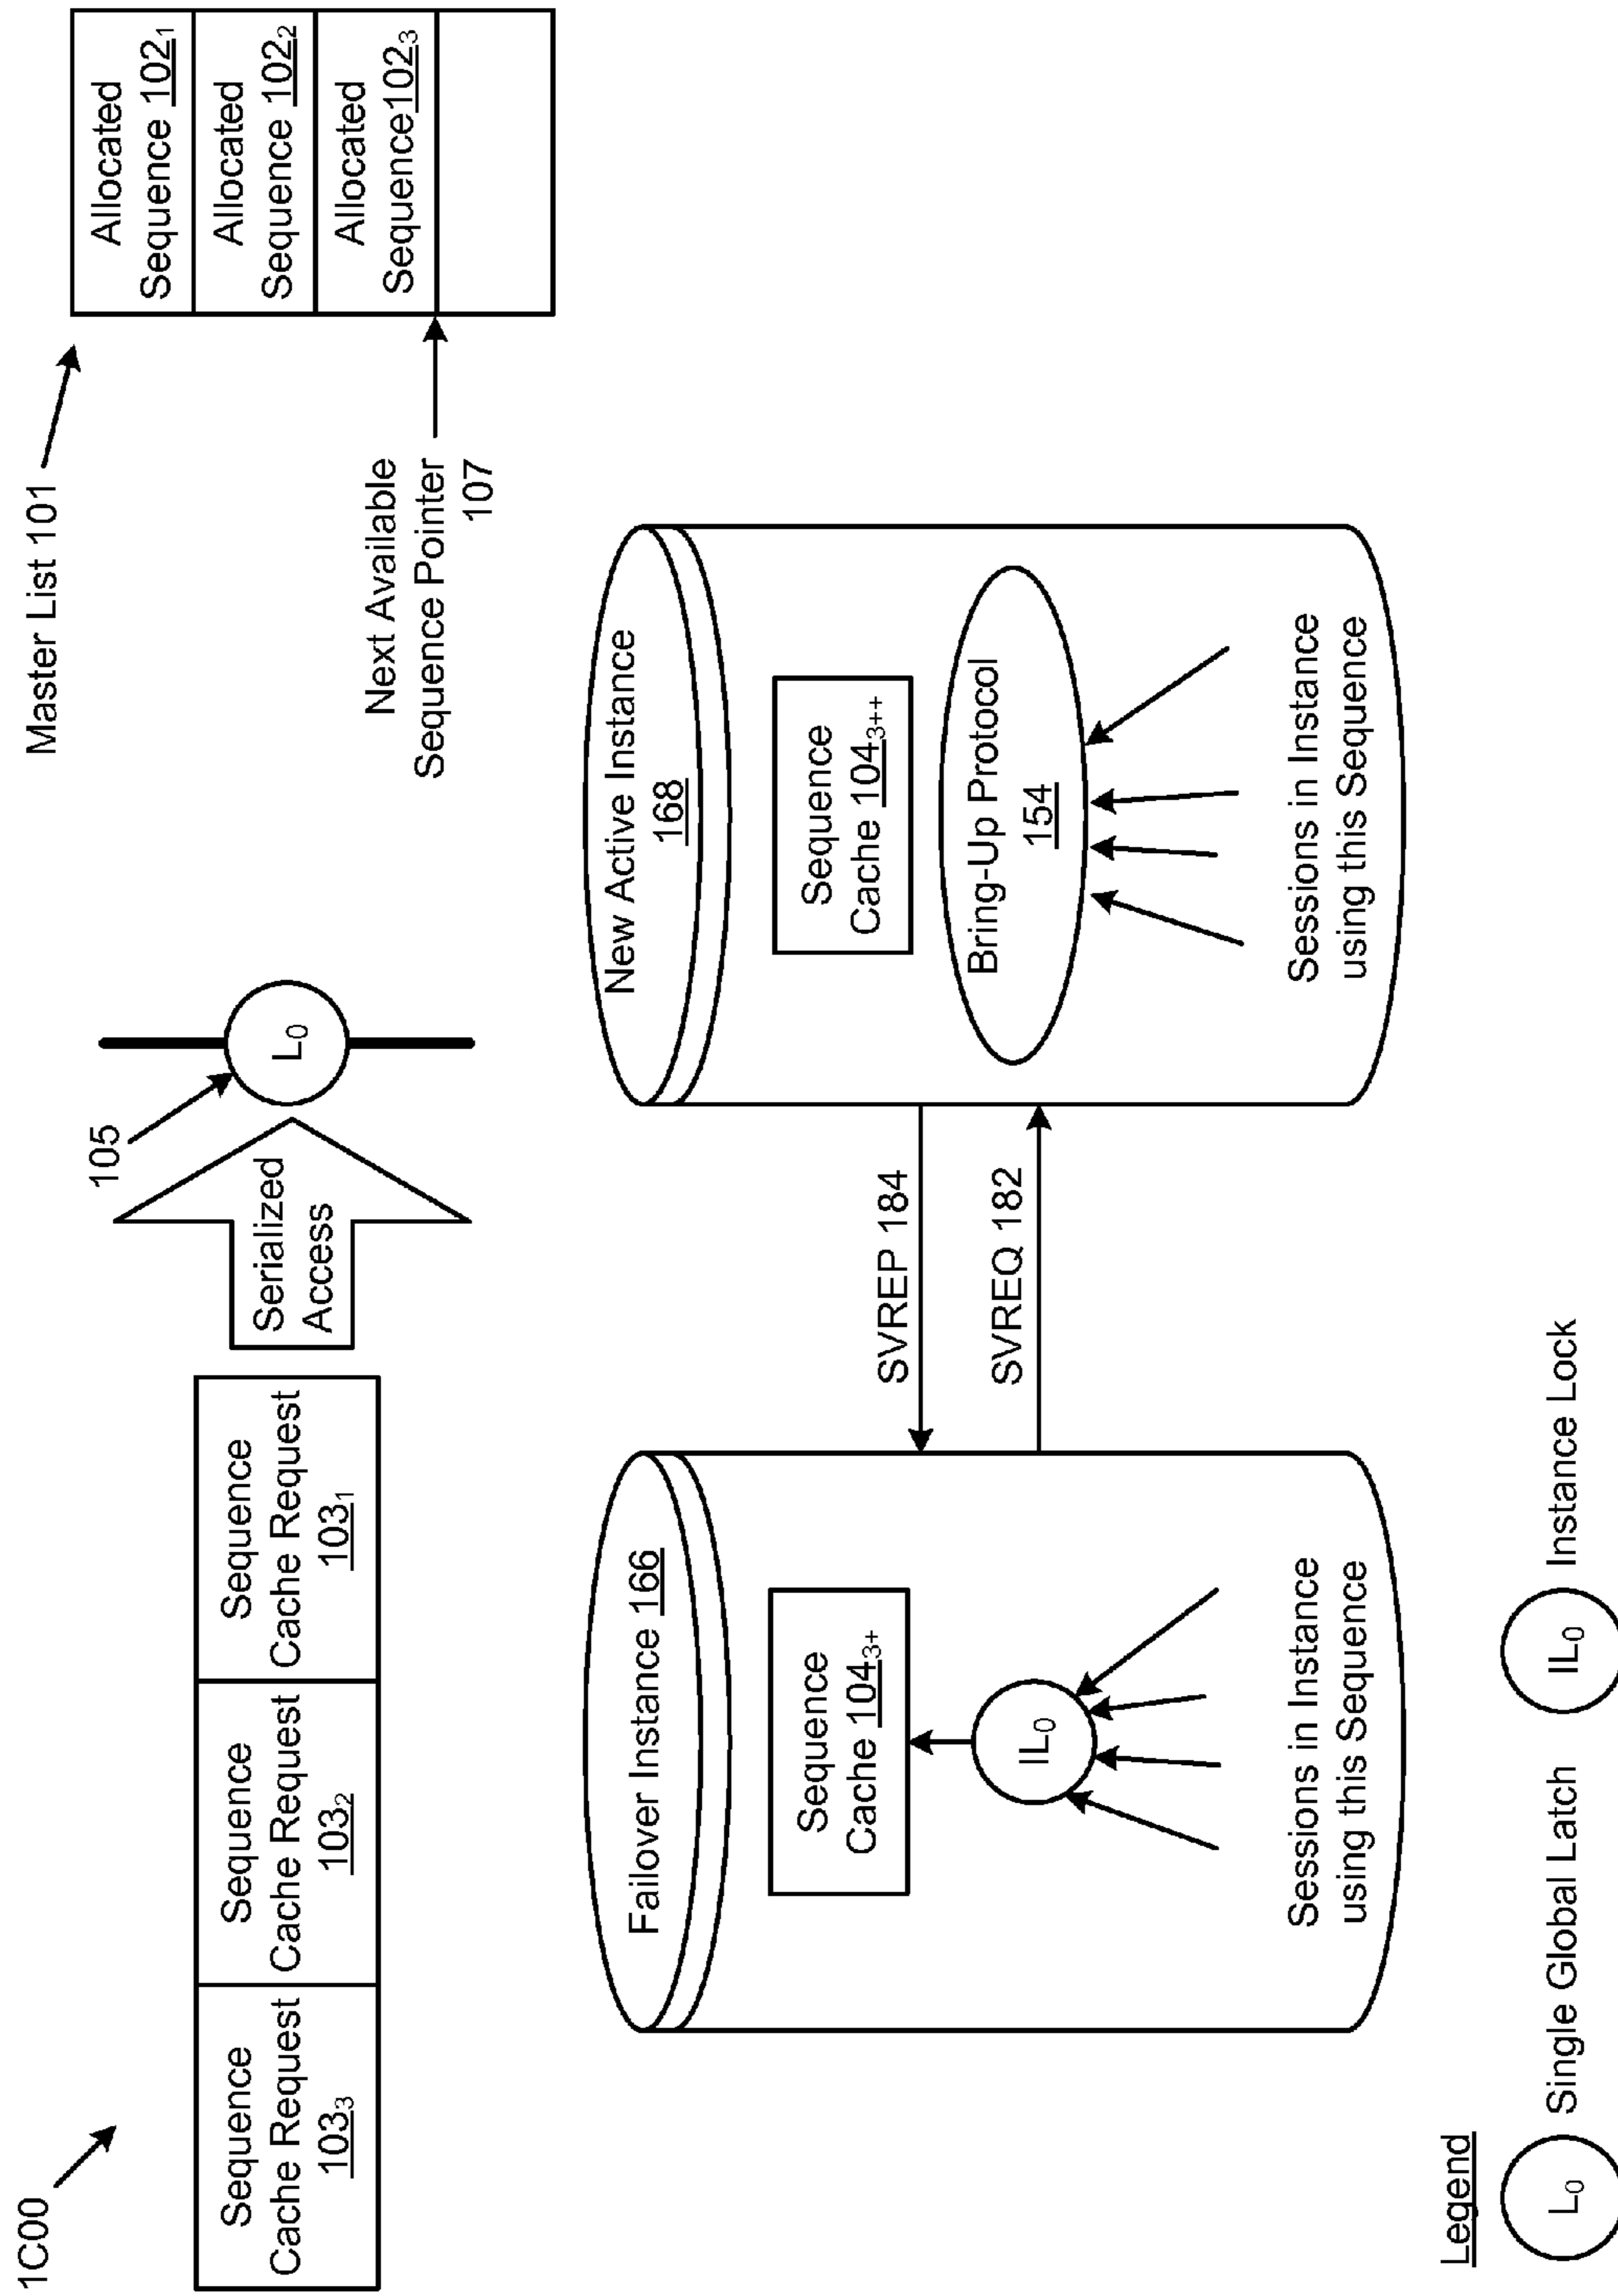 1C00
Sequence
Cache Request
103₃
Sequence
Cache Request
103₂
Sequence
Cache Request
103₁
Serialized
Access
105
L₀
Master List 101
Allocated
Sequence 102₁
Allocated
Sequence 102₂
Allocated
Sequence102₃
Next Available
Sequence Pointer
107
Failover Instance 166
Sequence
Cache 104₃₊
IL₀
Sessions in Instance
using this Sequence
SVREP 184
SVREQ 182
New Active Instance
168
Sequence
Cache 104₃₊₊
Bring-Up Protocol
154
Sessions in Instance
using this Sequence
Legend
L₀ Single Global Latch
IL₀ Instance Lock